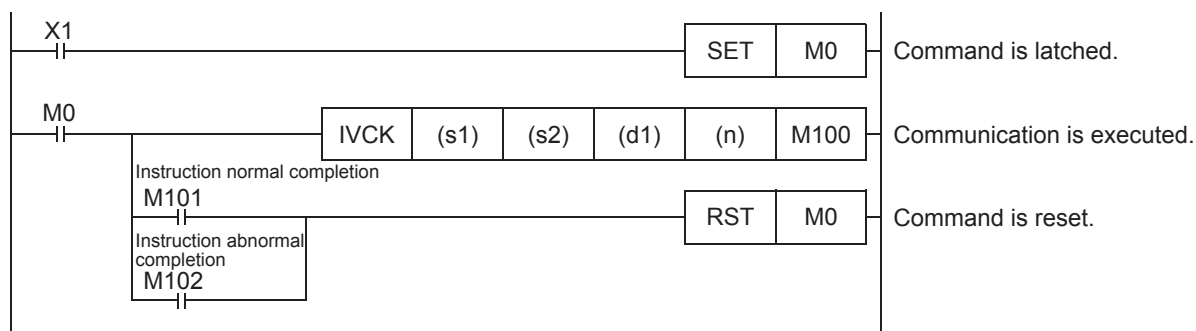 X1
SET M0 Command is latched.
M0
IVCK (s1) (s2) (d1) (n) M100 Communication is executed.
Instruction normal completion
M101
RST M0 Command is reset.
Instruction abnormal
completion
M102